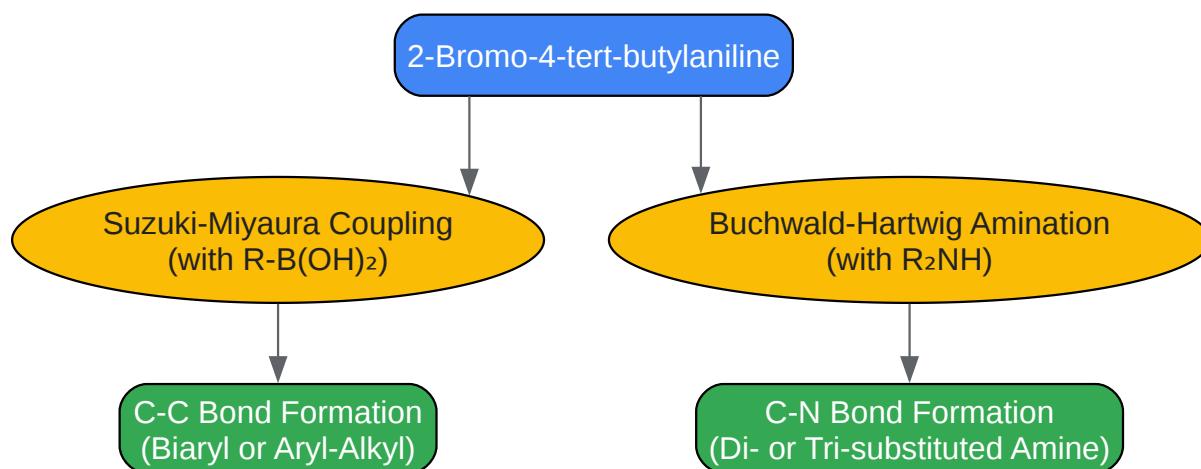 2-Bromo-4-tert-butylaniline
Suzuki-Miyaura Coupling
(with R-B(OH)₂)
Buchwald-Hartwig Amination
(with R₂NH)
C-C Bond Formation
(Biaryl or Aryl-Alkyl)
C-N Bond Formation
(Di- or Tri-substituted Amine)